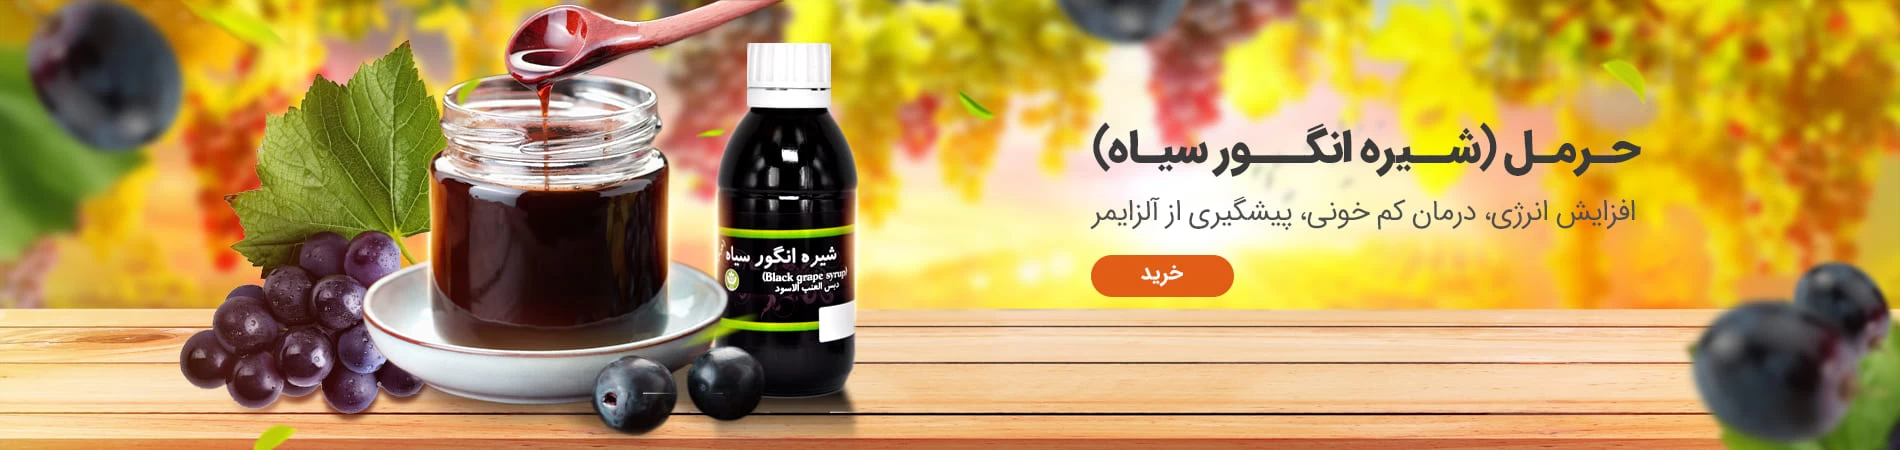 حرمل (شیره انگور سیاه)
افزایش انرژی، درمان کم خونی، پیشگیری از آلزایمر
خرید
شیره انگور سیاه
(Black grape syrup)
دبس العنب الاسود